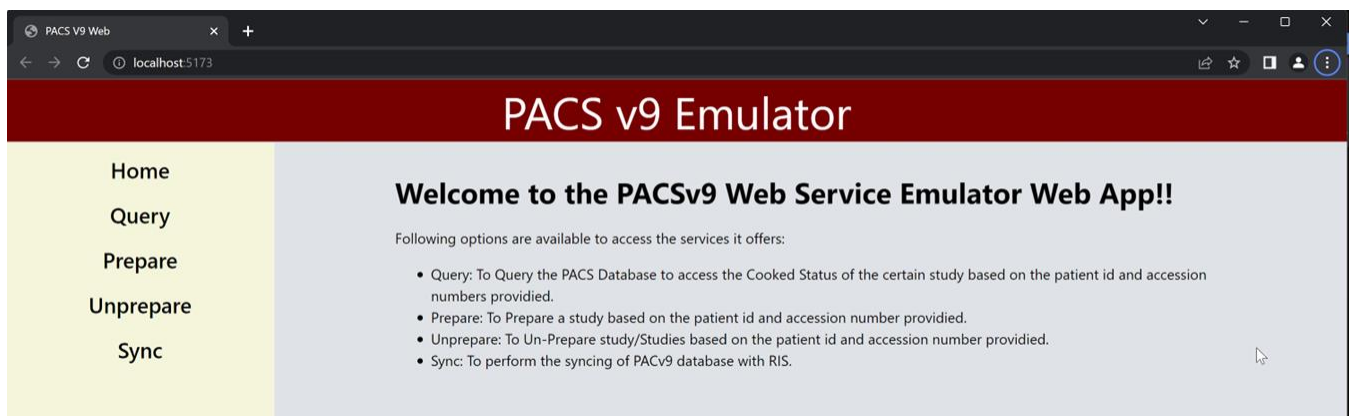 PACS V9 Web
localhost:5173
PACS v9 Emulator
Home
Query
Prepare
Unprepare
Sync
Welcome to the PACSv9 Web Service Emulator Web App!!
Following options are available to access the services it offers:
• Query: To Query the PACS Database to access the Cooked Status of the certain study based on the patient id and accession
numbers providied.
• Prepare: To Prepare a study based on the patient id and accession number providied.
• Unprepare: To Un-Prepare study/Studies based on the patient id and accession number providied.
• Sync: To perform the syncing of PACv9 database with RIS.